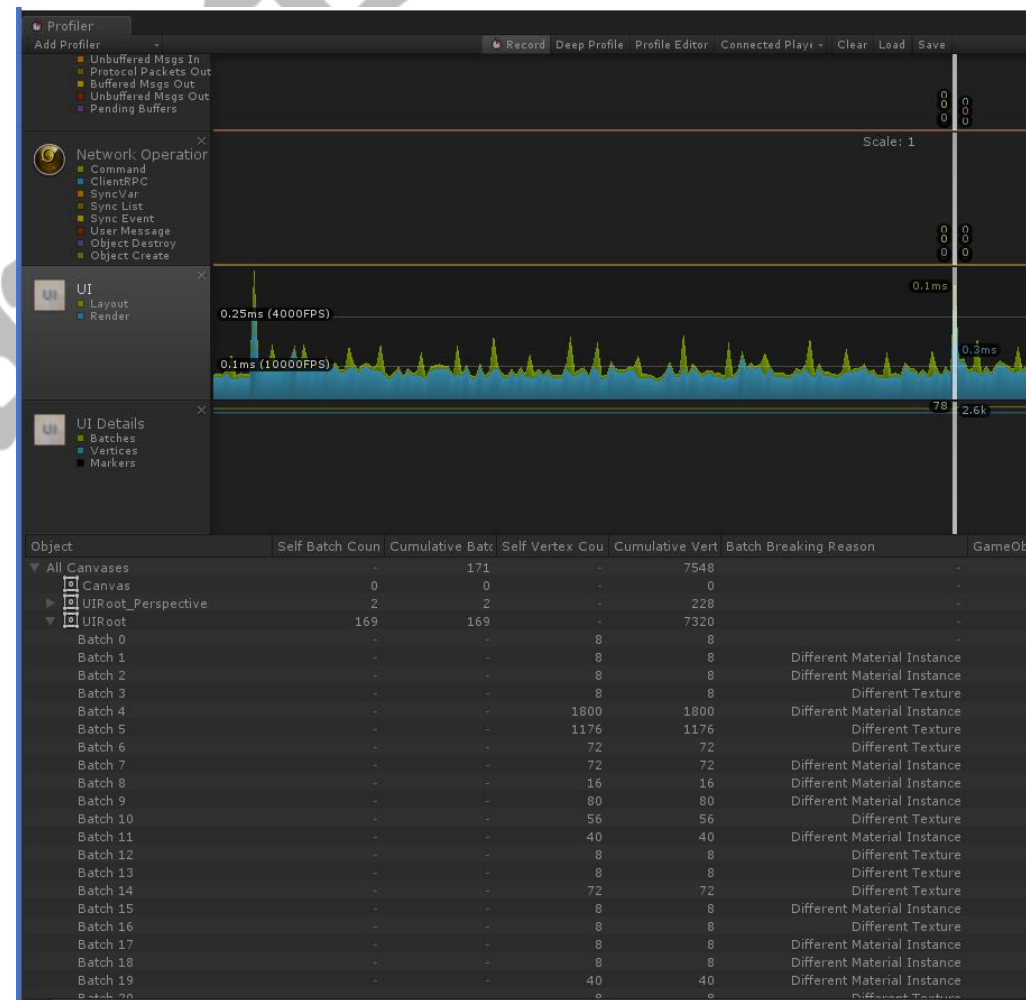 Profiler
Add Profiler Record Deep Profile Profile Editor Connected Playe Clear Load Save
Unbuffered Msgs In
Protocol Packets Out
Buffered Msgs Out
Unbuffered Msgs Out
Pending Buffers
0 0
0 0
0 0
Network Operatior
Scale: 1
Command
ClientRPC
SyncVar
Sync List
Sync Event
User Message
Object Destroy
Object Create
0 0
0 0
0 0
UI
Layout
Render
0.1ms
0.25ms (4000FPS)
0.3ms
0.1ms (10000FPS)
UI Details
Batches
Vertices
Markers
78 2.6k
Object Self Batch Coun Cumulative Batc Self Vertex Cou Cumulative Vert Batch Breaking Reason GameOb
All Canvases - 171 - 7548 -
Canvas 0 0 - 0 -
UIRoot_Perspective 2 2 - 228 -
UIRoot 169 169 - 7320 -
Batch 0 - - 8 8 -
Batch 1 - - 8 8 Different Material Instance
Batch 2 - - 8 8 Different Material Instance
Batch 3 - - 8 8 Different Texture
Batch 4 - - 1800 1800 Different Material Instance
Batch 5 - - 1176 1176 Different Texture
Batch 6 - - 72 72 Different Texture
Batch 7 - - 72 72 Different Material Instance
Batch 8 - - 16 16 Different Material Instance
Batch 9 - - 80 80 Different Material Instance
Batch 10 - - 56 56 Different Texture
Batch 11 - - 40 40 Different Material Instance
Batch 12 - - 8 8 Different Texture
Batch 13 - - 8 8 Different Texture
Batch 14 - - 72 72 Different Texture
Batch 15 - - 8 8 Different Material Instance
Batch 16 - - 8 8 Different Texture
Batch 17 - - 8 8 Different Material Instance
Batch 18 - - 8 8 Different Material Instance
Batch 19 - - 40 40 Different Material Instance
Batch 20 - - 8 8 Different Texture